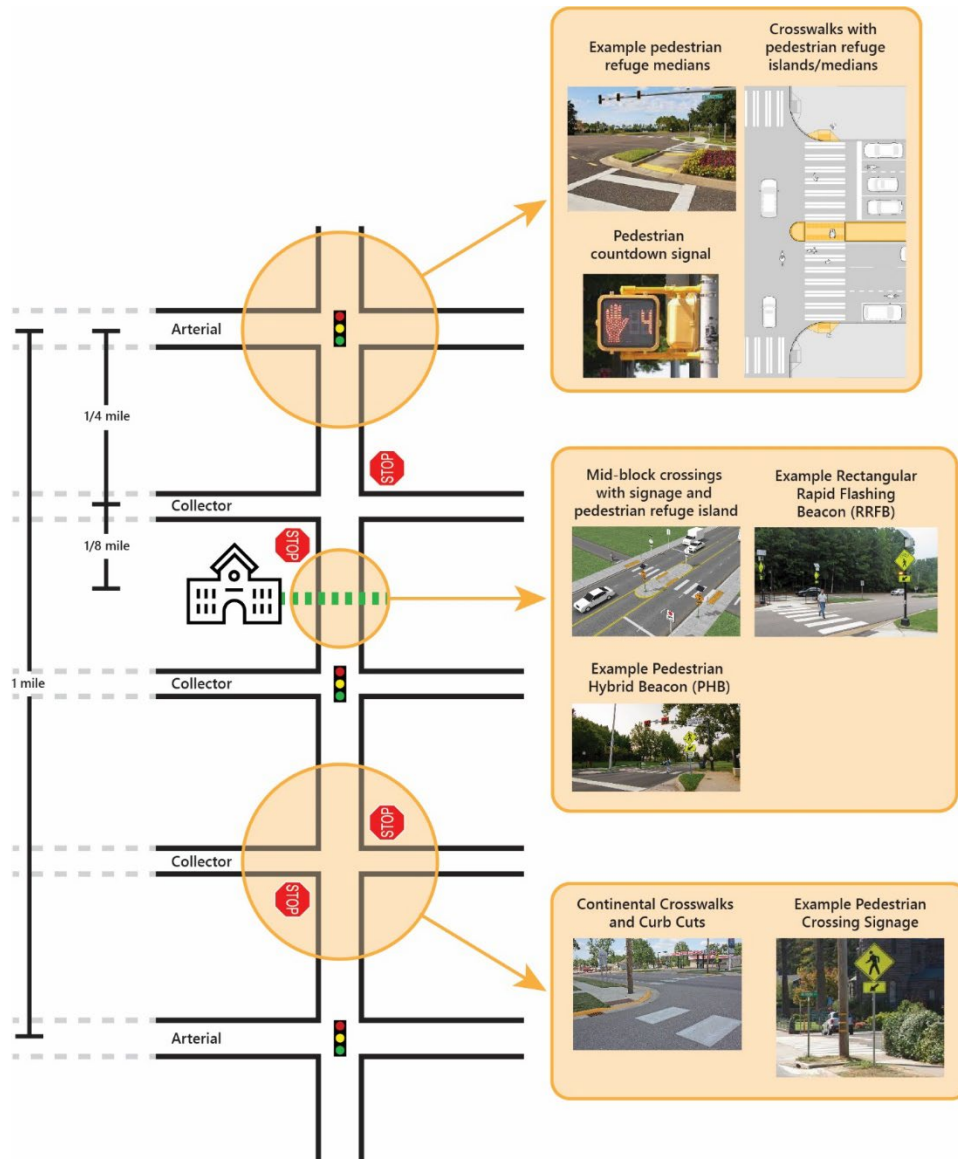 Example pedestrian
refuge medians
Crosswalks with
pedestrian refuge
islands/medians
Pedestrian
countdown signal
4
Arterial
1/4 mile
STOP
Collector
1/8 mile
STOP
1 mile
Collector
STOP
Collector
STOP
Arterial
Mid-block crossings
with signage and
pedestrian refuge island
Example Rectangular
Rapid Flashing
Beacon (RRFB)
Example Pedestrian
Hybrid Beacon (PHB)
Continental Crosswalks
and Curb Cuts
Example Pedestrian
Crossing Signage